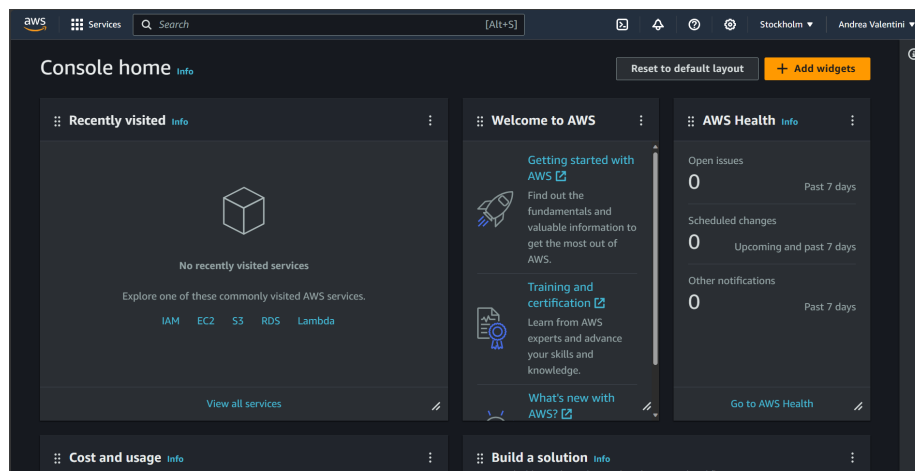 aws
Services
Search
[Alt+S]
Stockholm ▼
Andrea Valentini ▼
Console home Info
Reset to default layout
+ Add widgets
Recently visited Info
No recently visited services
Explore one of these commonly visited AWS services.
IAM EC2 S3 RDS Lambda
View all services
Welcome to AWS
Getting started with
AWS
Find out the
fundamentals and
valuable information to
get the most out of
AWS.
Training and
certification
Learn from AWS
experts and advance
your skills and
knowledge.
What's new with
AWS?
AWS Health Info
Open issues
0 Past 7 days
Scheduled changes
0 Upcoming and past 7 days
Other notifications
0 Past 7 days
Go to AWS Health
Cost and usage Info
Build a solution Info